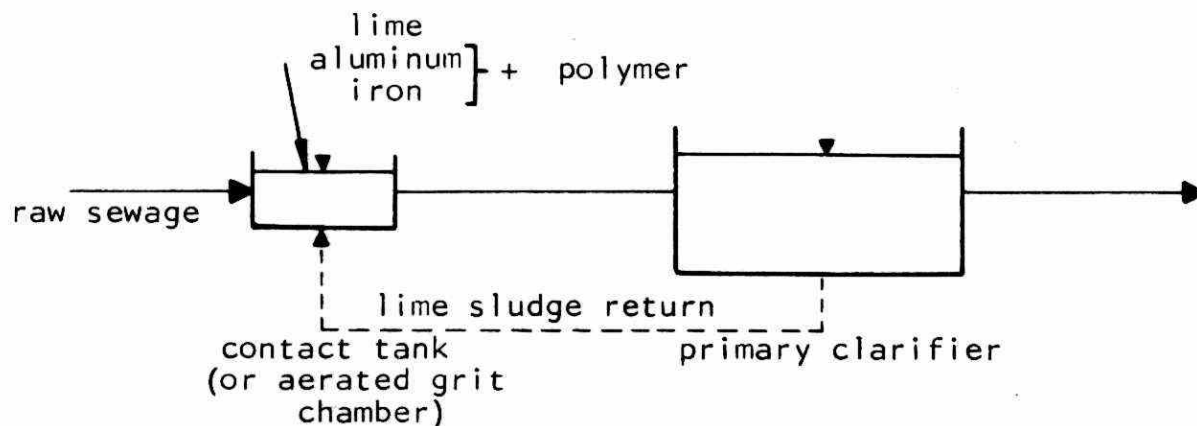 lime
aluminum + polymer
iron
raw sewage
lime sludge return
contact tank
(or aerated grit
chamber)
primary clarifier